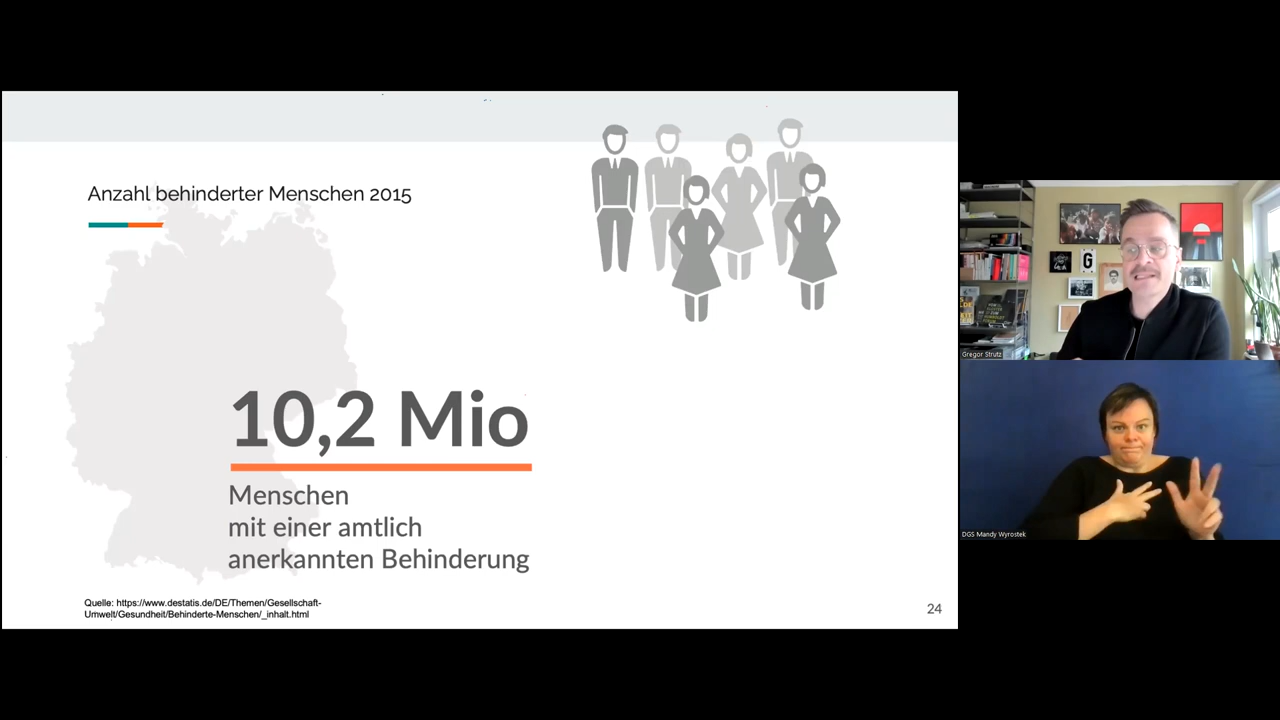 Anzahl behinderter Menschen 2015
10,2 Mio
Menschen
mit einer amtlich
anerkannten Behinderung
Quelle: https://www.destatis.de/DE/Themen/Gesellschaft-
Umwelt/Gesundheit/Behinderte-Menschen/_inhalt.html
24
G
Gregor Strutz
DGS Mandy Wyrostek